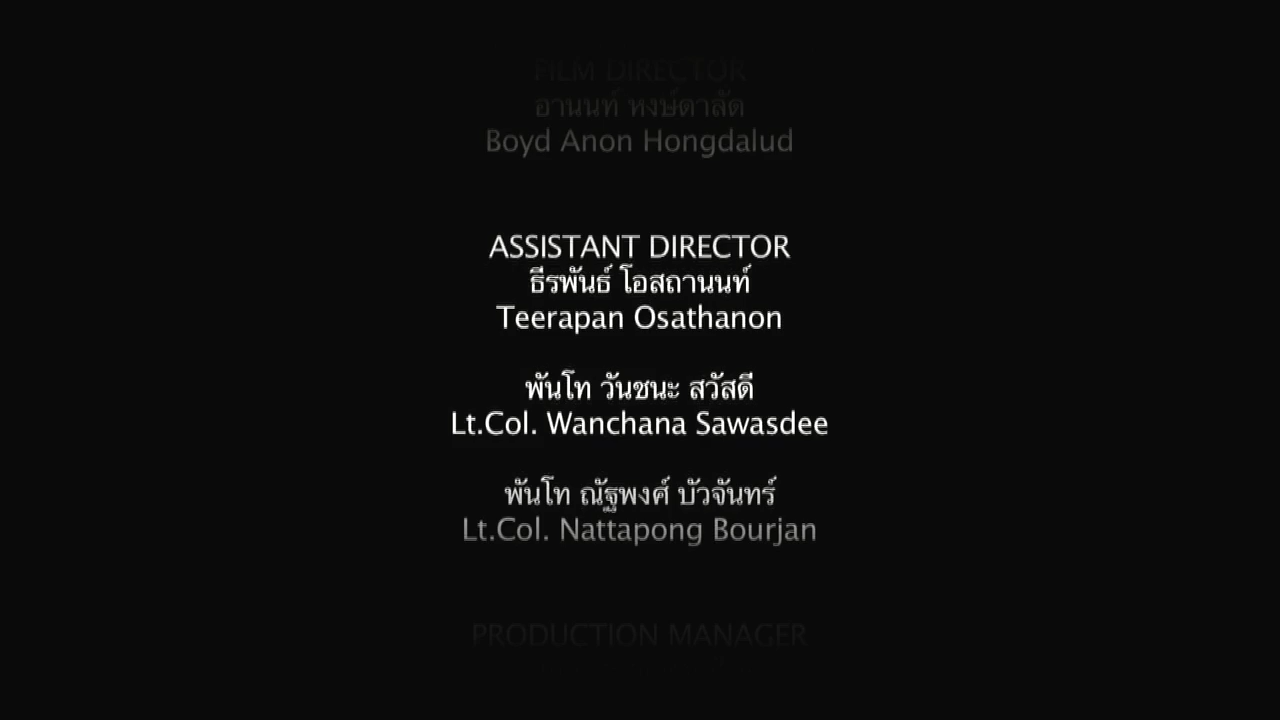 FILM DIRECTOR
อานนท์ หงษ์ดาลัด
Boyd Anon Hongdalud
ASSISTANT DIRECTOR
ธีรพันธ์ โอสถานนท์
Teerapan Osathanon
พันโท วันชนะ สวัสดี
Lt.Col. Wanchana Sawasdee
พันโท ณัฐพงศ์ บัวจันทร์
Lt.Col. Nattapong Bourjan
PRODUCTION MANAGER